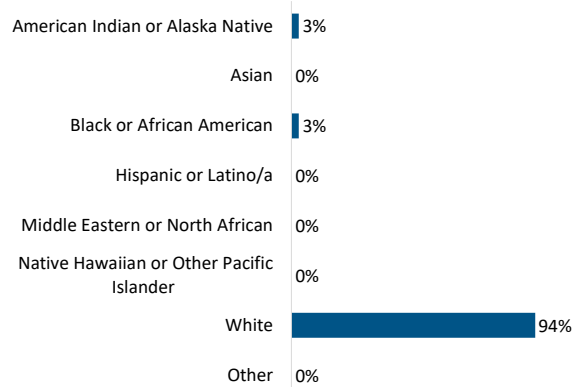 American Indian or Alaska Native 3%
Asian 0%
Black or African American 3%
Hispanic or Latino/a 0%
Middle Eastern or North African 0%
Native Hawaiian or Other Pacific
Islander 0%
White 94%
Other 0%